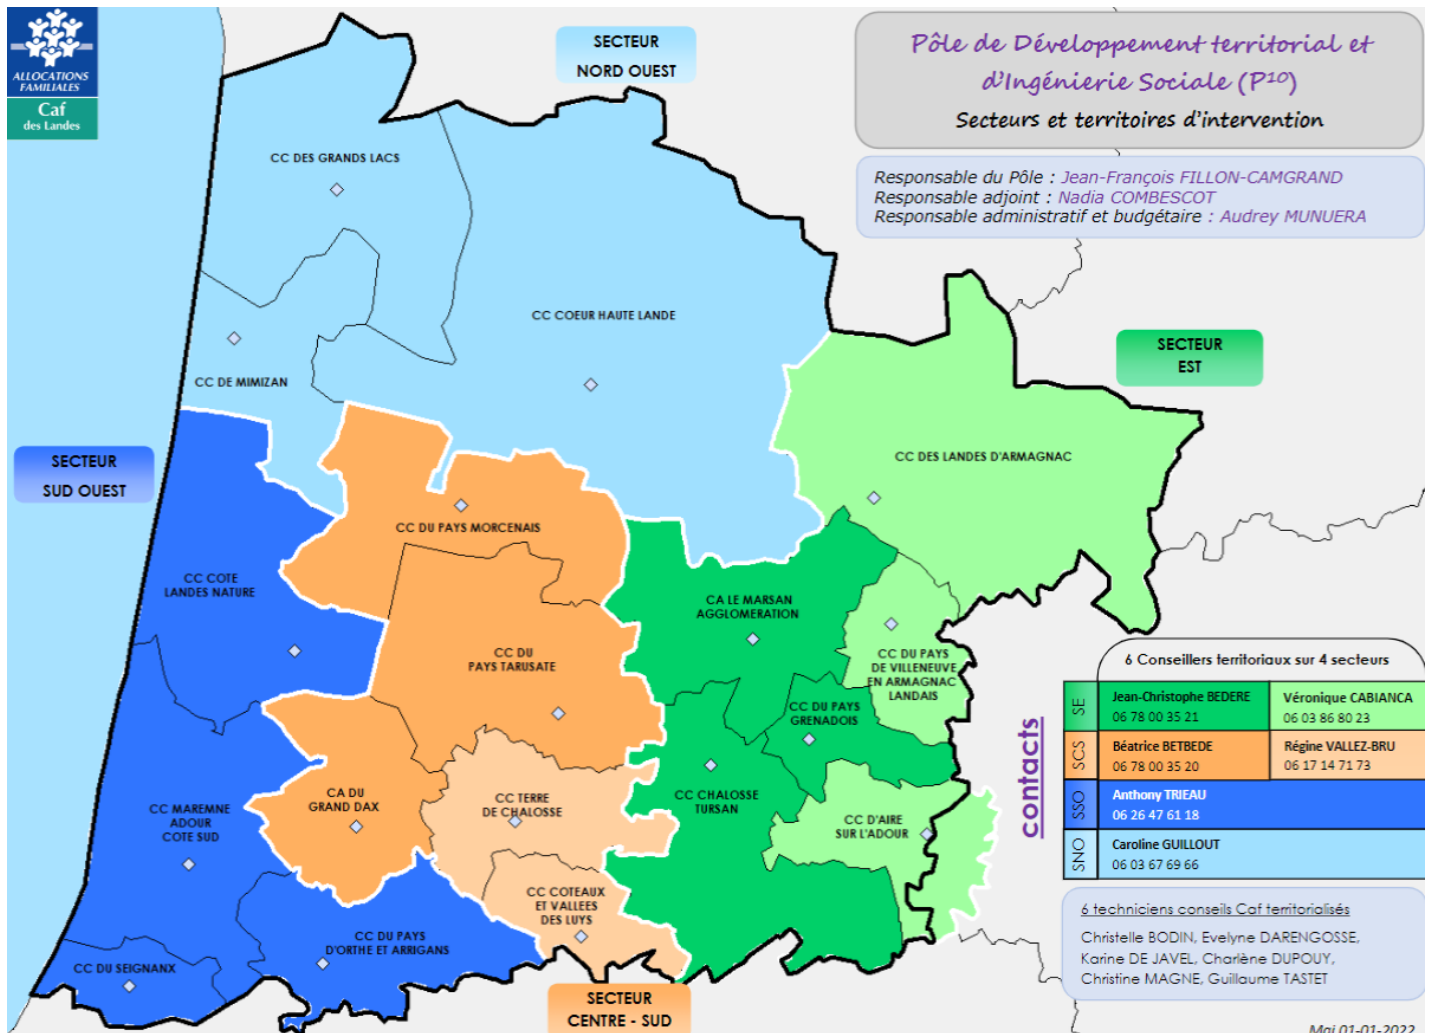 ALLOCATIONS
FAMILIALES
Caf
des Landes
SECTEUR
NORD OUEST
Pôle de Développement territorial et
d'Ingénierie Sociale (P¹⁰)
Secteurs et territoires d'intervention
Responsable du Pôle : Jean-François FILLON-CAMGRAND
Responsable adjoint : Nadia COMBESCOT
Responsable administratif et budgétaire : Audrey MUNUERA
CC DES GRANDS LACS
CC COEUR HAUTE LANDE
CC DE MIMIZAN
SECTEUR
EST
SECTEUR
SUD OUEST
CC DES LANDES D'ARMAGNAC
CC DU PAYS MORCENAIS
CC COTE
LANDES NATURE
CA LE MARSAN
AGGLOMERATION
CC DU
PAYS TARUSATE
CC DU PAYS
DE VILLENEUVE
EN ARMAGNAC
LANDAIS
CC DU PAYS
GRENADOIS
CA DU
GRAND DAX
CC TERRE
DE CHALOSSE
CC CHALOSSE
TURSAN
CC MAREMNE
ADOUR
COTE SUD
CC D'AIRE
SUR L'ADOUR
CC COTEAUX
ET VALLEES
DES LUYS
CC DU PAYS
D'ORTHE ET ARRIGANS
CC DU SEIGNANX
SECTEUR
CENTRE - SUD
contacts
6 Conseillers territoriaux sur 4 secteurs
SE
Jean-Christophe BEDERE
06 78 00 35 21
Véronique CABIANCA
06 03 86 80 23
SCS
Béatrice BETBEDE
06 78 00 35 20
Régine VALLEZ-BRU
06 17 14 71 73
SSO
Anthony TRIEAU
06 26 47 61 18
SNO
Caroline GUILLOUT
06 03 67 69 66
6 techniciens conseils Caf territorialisés
Christelle BODIN, Evelyne DARENGOSSE,
Karine DE JAVEL, Charlène DUPOUY,
Christine MAGNE, Guillaume TASTET
Maj 01-01-2022